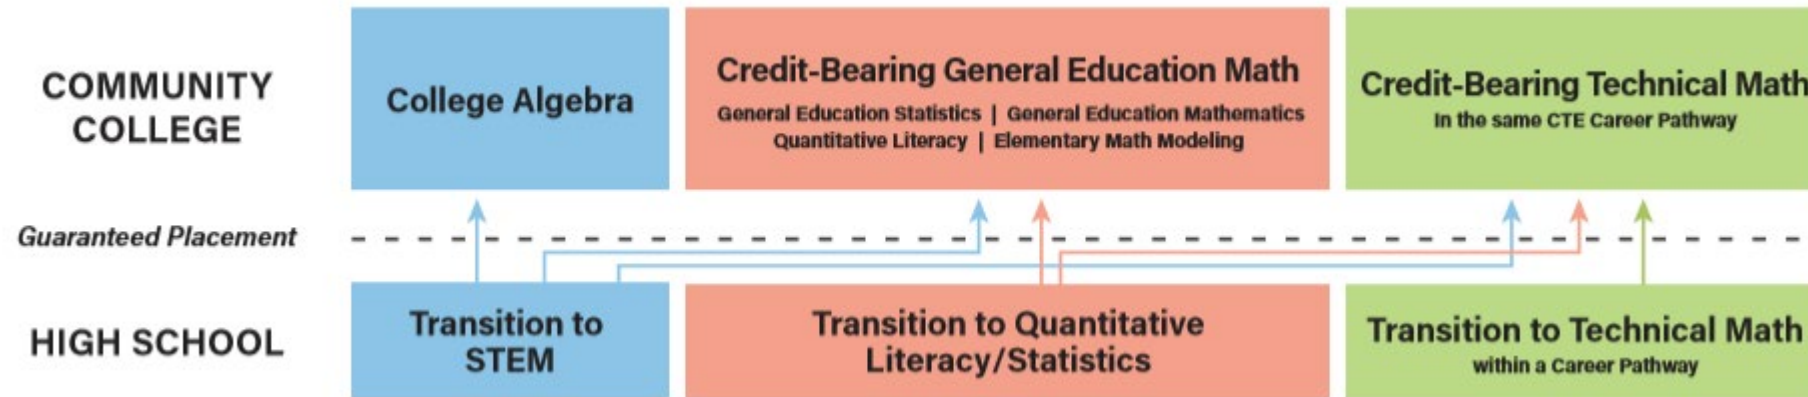 COMMUNITY
COLLEGE
College Algebra
Credit-Bearing General Education Math
General Education Statistics | General Education Mathematics
Quantitative Literacy | Elementary Math Modeling
Credit-Bearing Technical Math
In the same CTE Career Pathway
Guaranteed Placement
HIGH SCHOOL
Transition to
STEM
Transition to Quantitative
Literacy/Statistics
Transition to Technical Math
within a Career Pathway